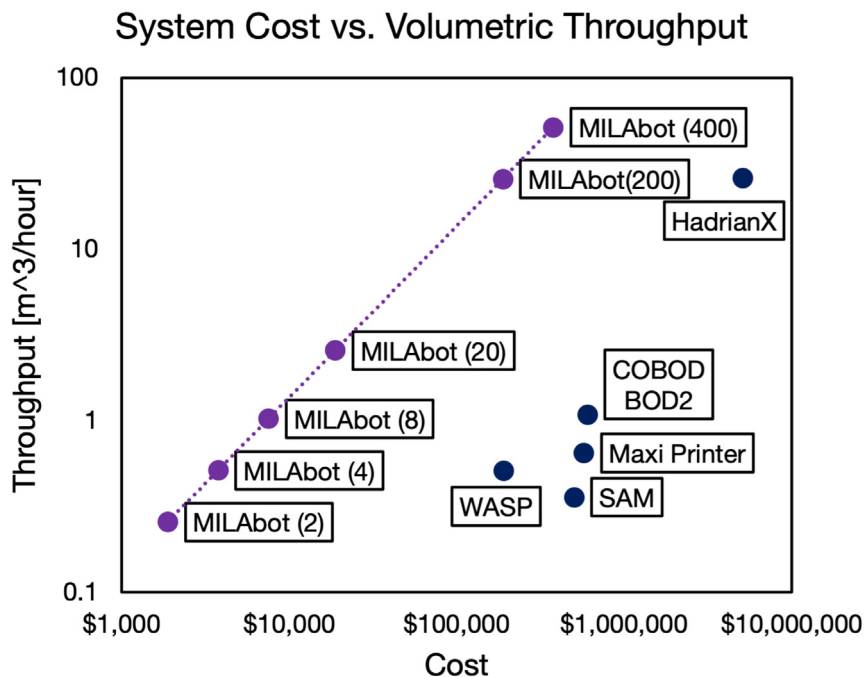 System Cost vs. Volumetric Throughput
100
MILAbot (400)
MILAbot(200)
HadrianX
10
MILAbot (20)
COBOD
BOD2
MILAbot (8)
1
Maxi Printer
MILAbot (4)
WASP
SAM
MILAbot (2)
0.1
Throughput [m^3/hour]
$1,000
$10,000
$100,000
$1,000,000
$10,000,000
Cost